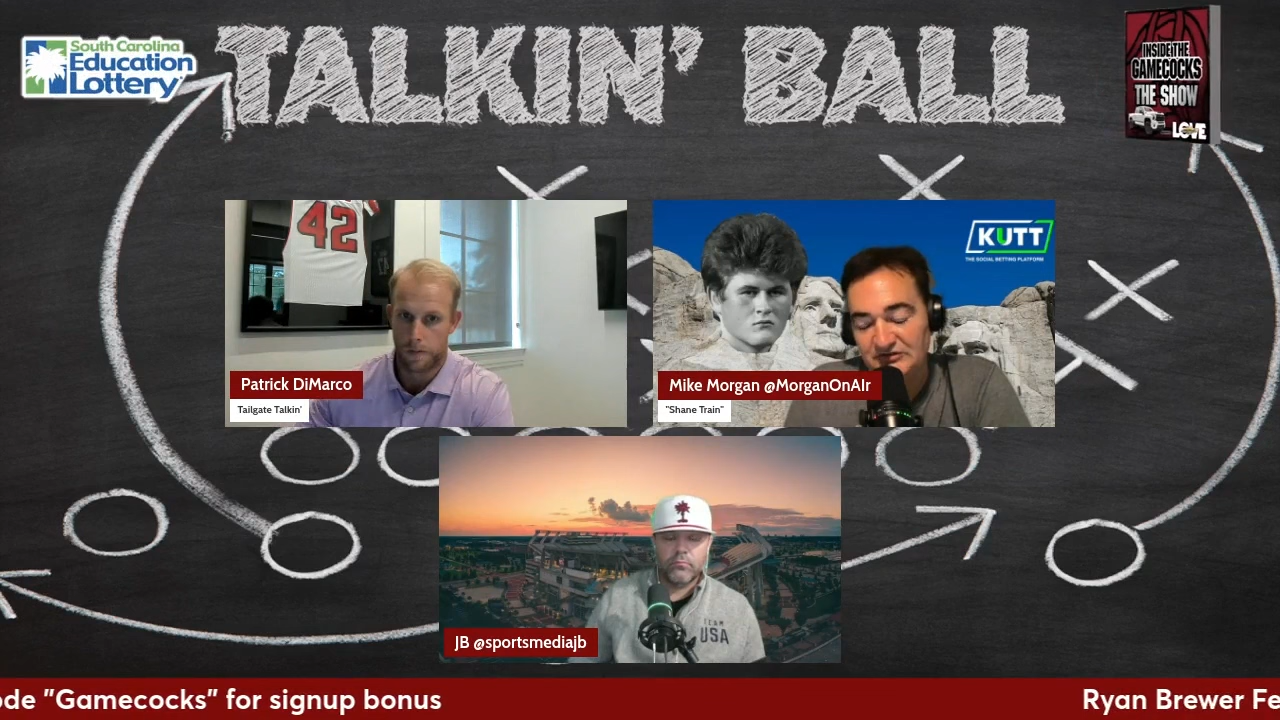 South Carolina
Education
Lottery
TALKIN' BALL
INSIDE THE
GAMECOCKS
THE SHOW
LOVE
42
KUTT
THE SOCIAL BETTING PLATFORM
Patrick DiMarco
Tailgate Talkin'
Mike Morgan @MorganOnAIr
"Shane Train"
TEAM
USA
JB @sportsmediajb
ode "Gamecocks" for signup bonus
Ryan Brewer Fe